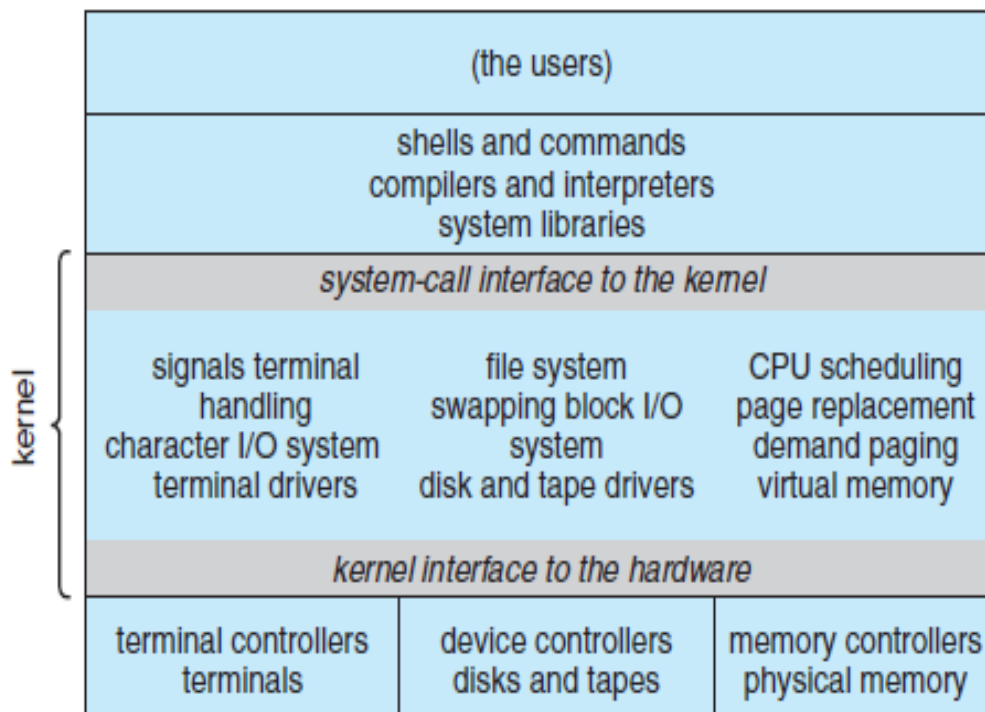 (the users)
shells and commands
compilers and interpreters
system libraries
kernel
system-call interface to the kernel
signals terminal
handling
character I/O system
terminal drivers
file system
swapping block I/O
system
disk and tape drivers
CPU scheduling
page replacement
demand paging
virtual memory
kernel interface to the hardware
terminal controllers
terminals
device controllers
disks and tapes
memory controllers
physical memory